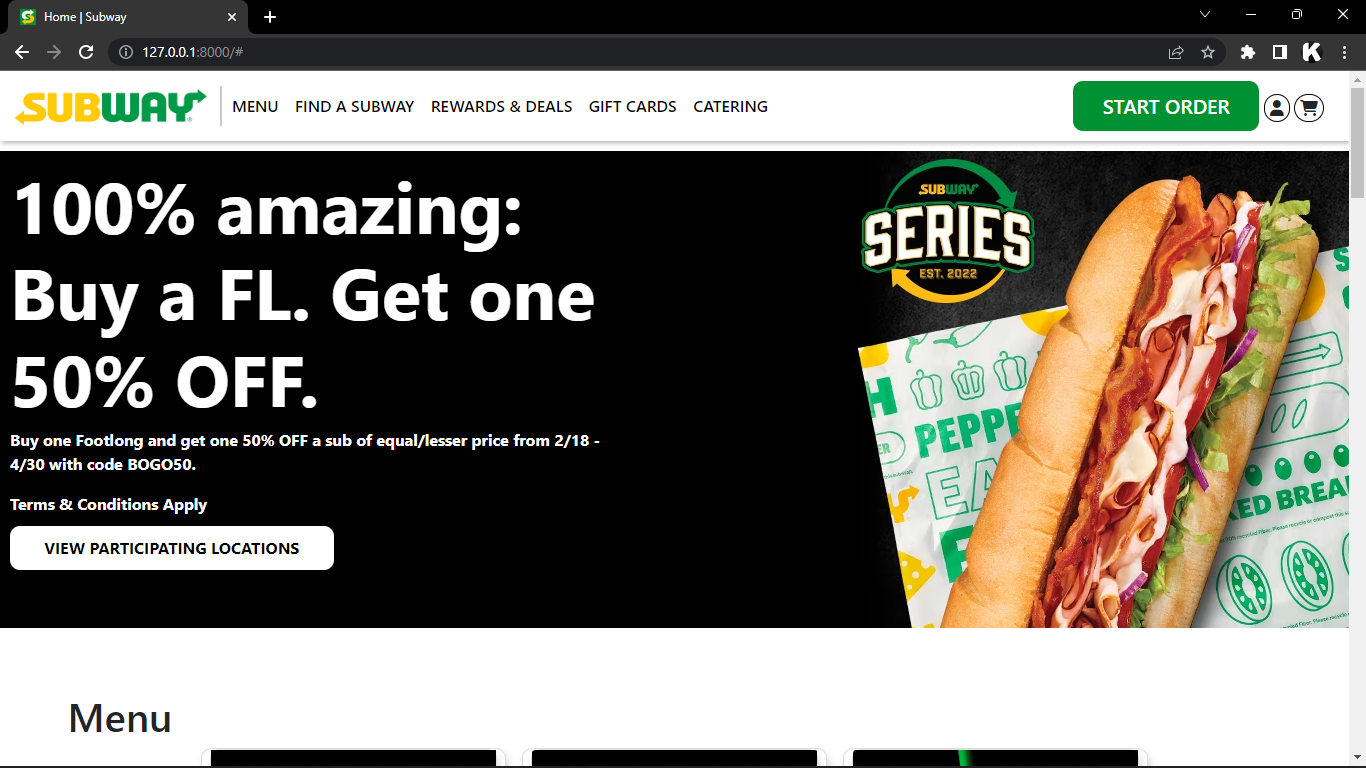 Home | Subway
127.0.0.1:8000/#
SUBWAY
MENU FIND A SUBWAY REWARDS & DEALS GIFT CARDS CATERING START ORDER
100% amazing:
Buy a FL. Get one
50% OFF.
Buy one Footlong and get one 50% OFF a sub of equal/lesser price from 2/18 -
4/30 with code BOGO50.
Terms & Conditions Apply
VIEW PARTICIPATING LOCATIONS
SUBWAY
SERIES
EST. 2022
PEPPE
EA
KED BREA
Menu